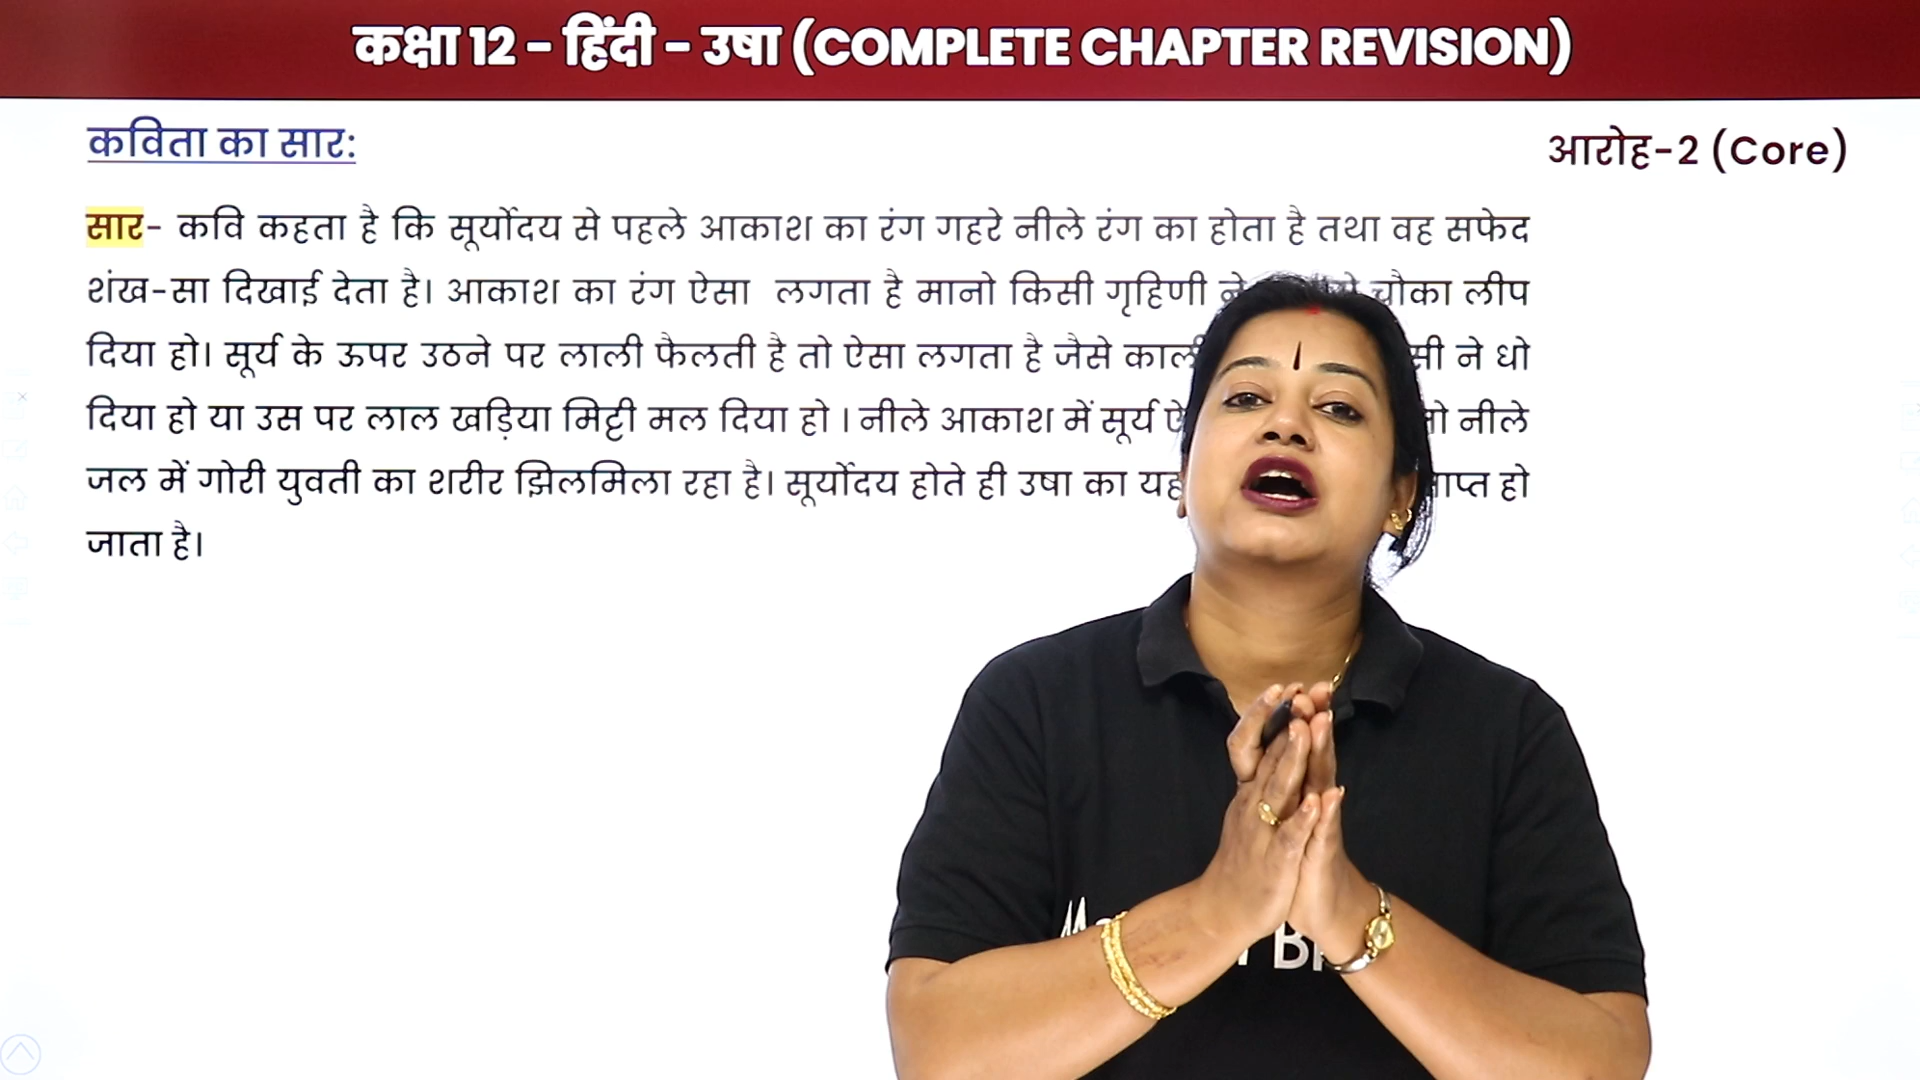 कक्षा 12 - हिंदी - उषा (COMPLETE CHAPTER REVISION)
कविता का सार:
आरोह-2 (Core)
सार- कवि कहता है कि सूर्योदय से पहले आकाश का रंग गहरे नीले रंग का होता है तथा वह सफेद
शंख-सा दिखाई देता है। आकाश का रंग ऐसा लगता है मानो किसी गृहिणी ने चौका लीप
दिया हो। सूर्य के ऊपर उठने पर लाली फैलती है तो ऐसा लगता है जैसे ने धो
दिया हो या उस पर लाल खड़िया मिट्टी मल दिया हो । नीले आकाश में सूर्य नीले
जल में गोरी युवती का शरीर झिलमिला रहा है। सूर्योदय होते ही उषा का हो
जाता है।